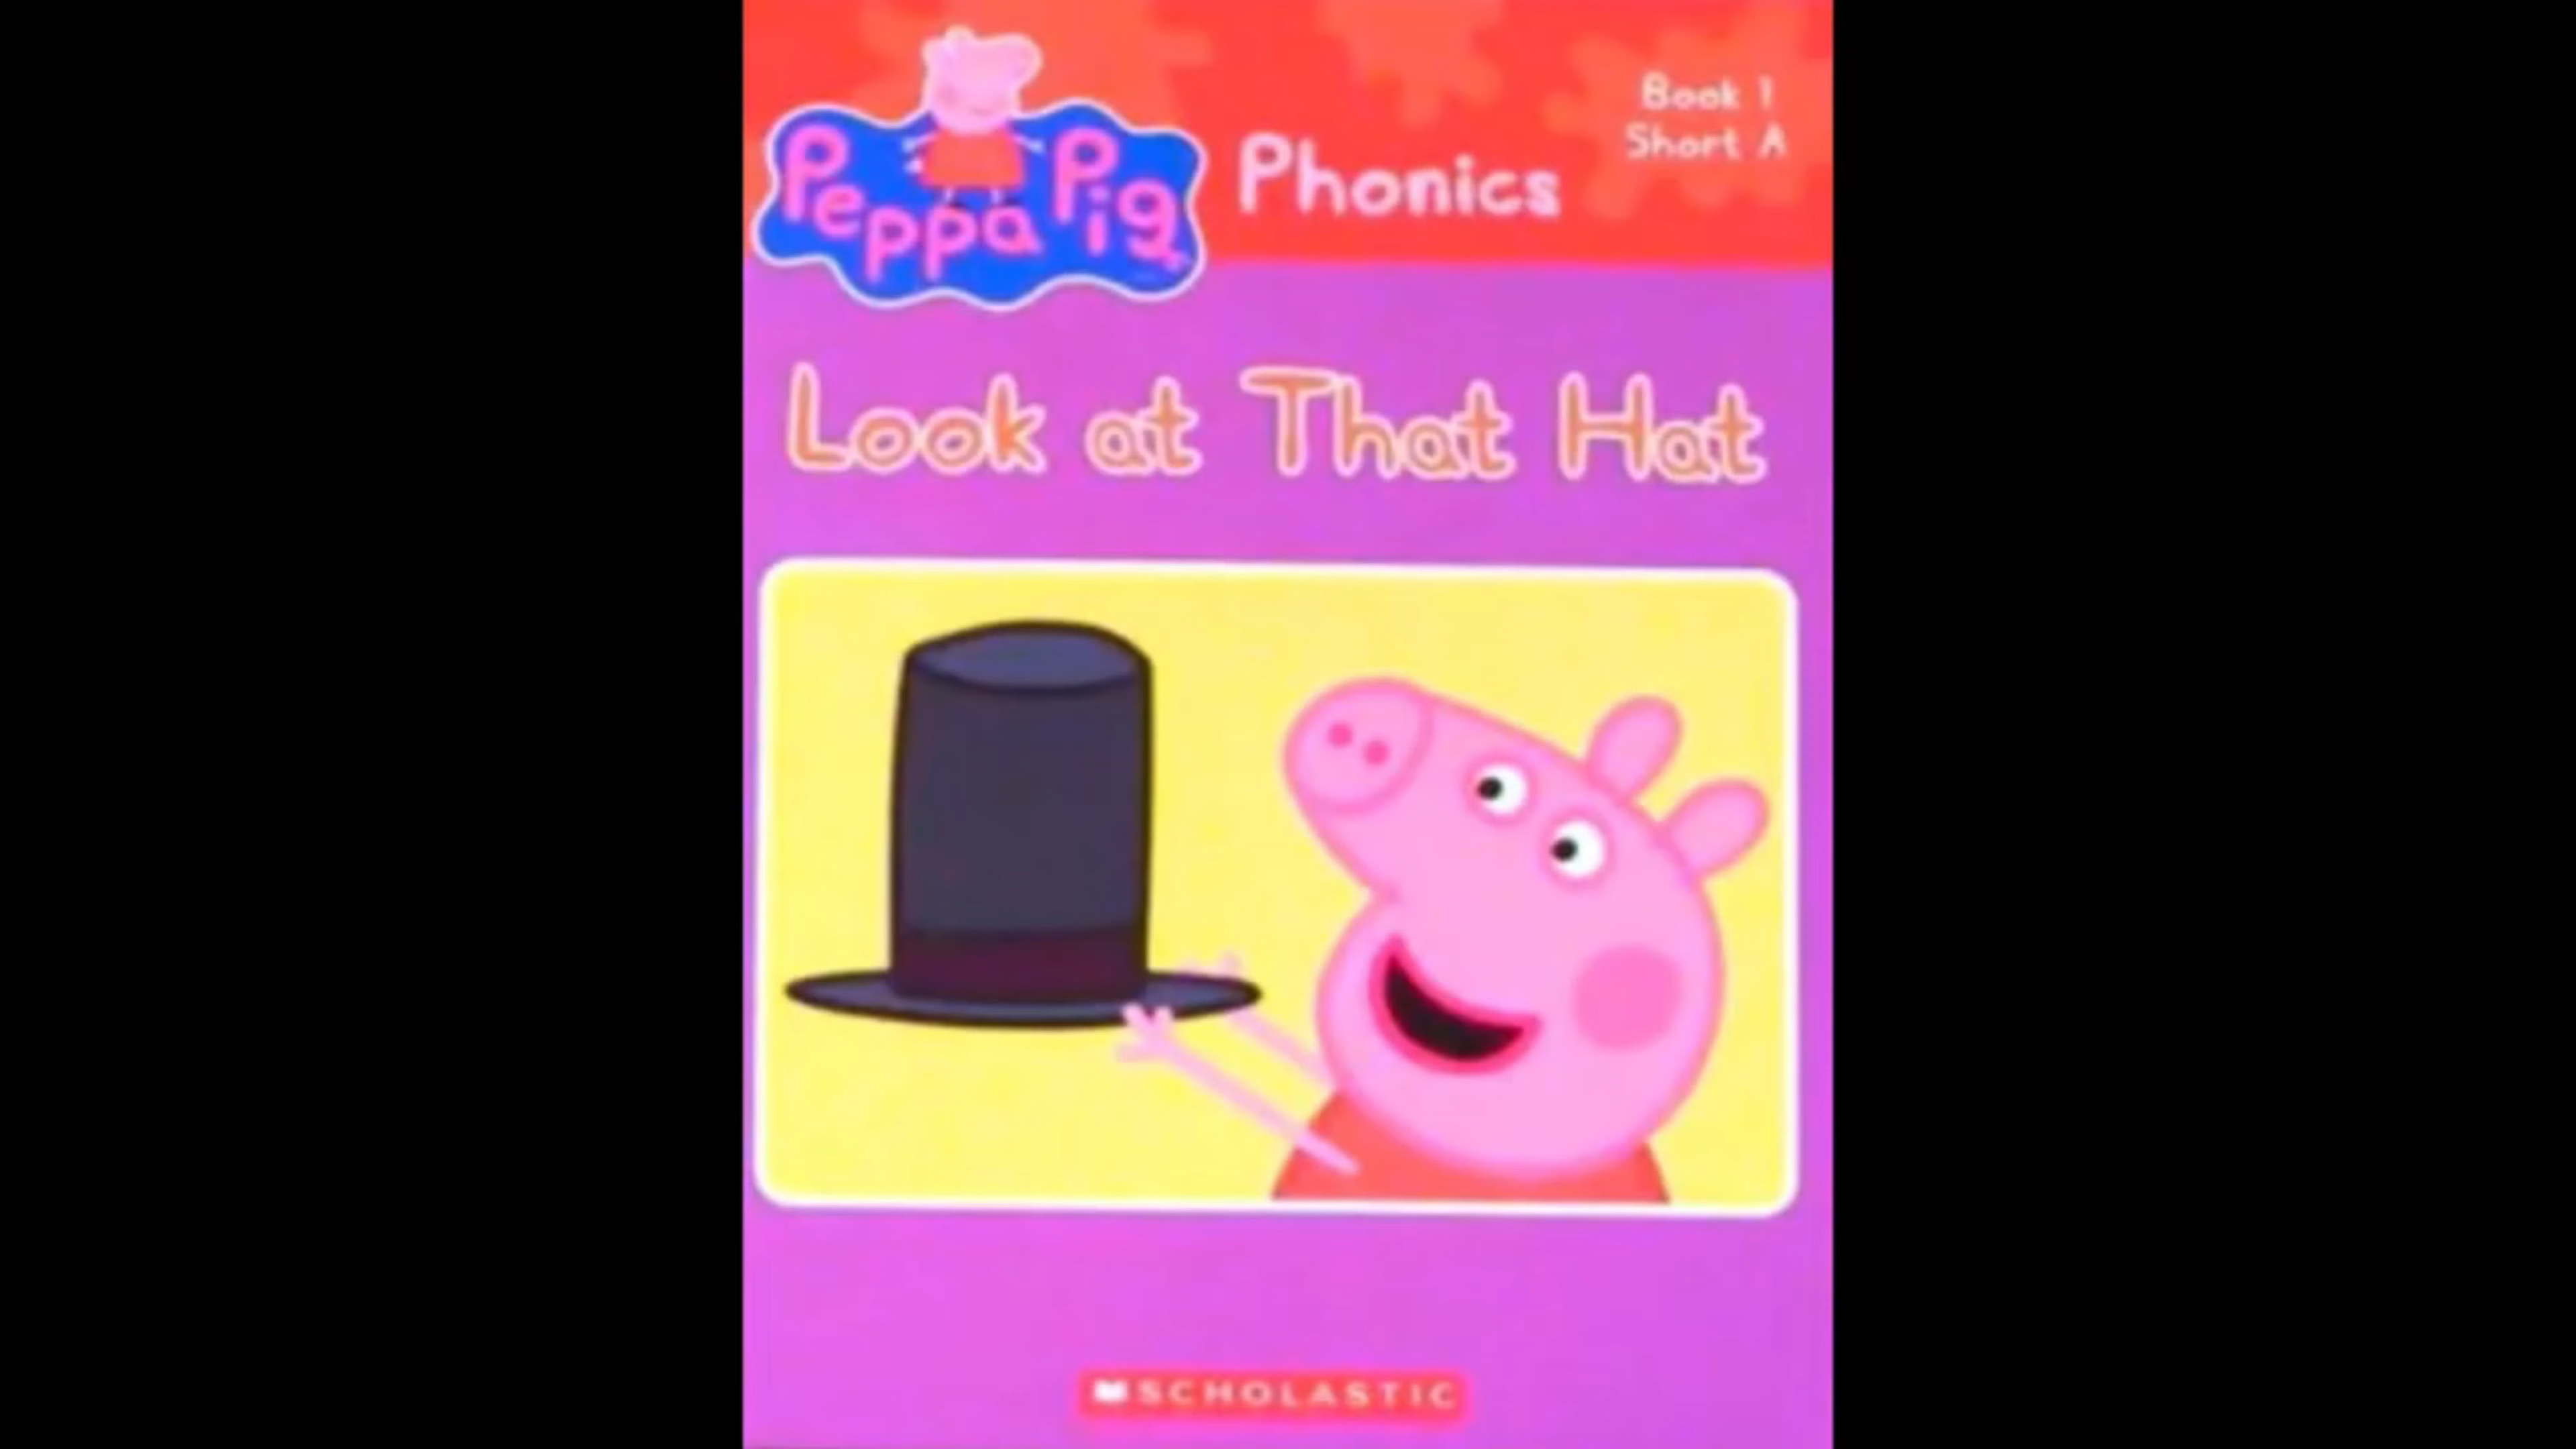 Book 1
Short A
Peppa Pig
Phonics
Look at That Hat
SCHOLASTIC